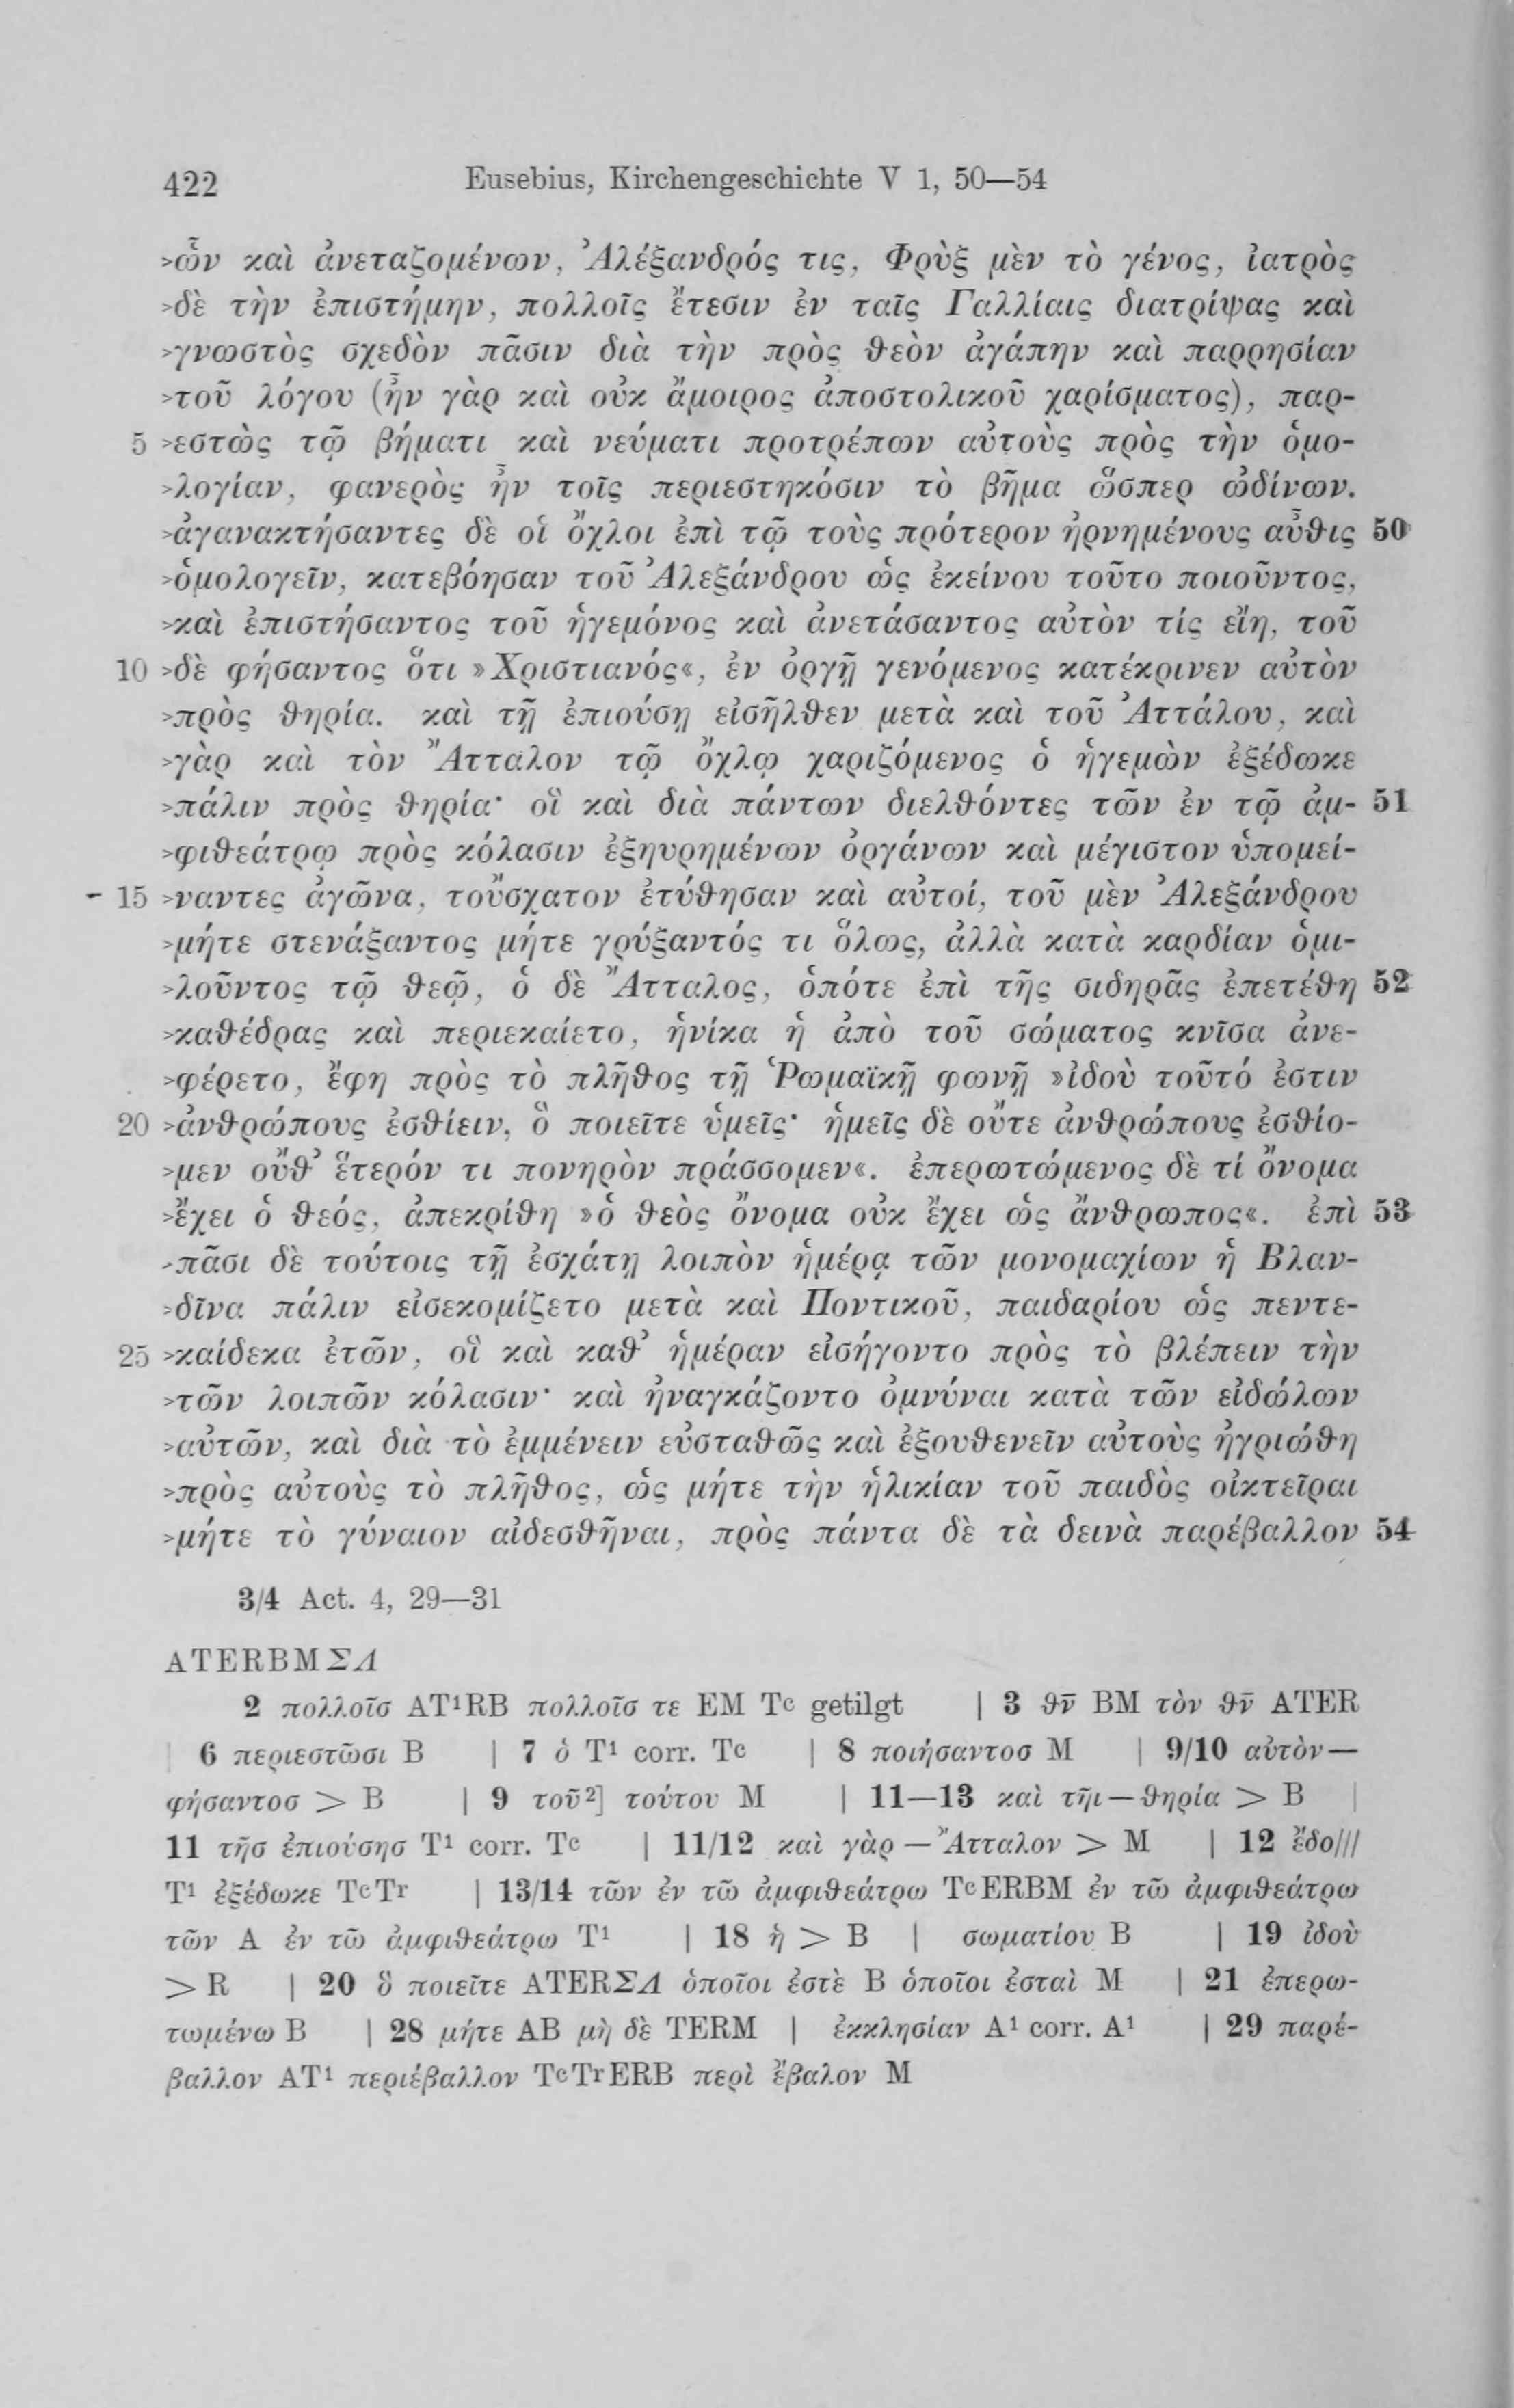 422 Eusebius, Kirchengeschichte V 1, 50—54
>ὧν καὶ ἀνεταζομένων, Ἀλέξανδρός τις, Φρὺξ μὲν τὸ γένος, ἰατρὸς
>δὲ τὴν ἐπιστήμην, πολλοῖς ἔτεσιν ἐν ταῖς Γαλλίαις διατρίψας καὶ
>γνωστὸς σχεδὸν πᾶσιν διὰ τὴν πρὸς θεὸν ἀγάπην καὶ παρρησίαν
>τοῦ λόγου (ἦν γὰρ καὶ οὐκ ἄμοιρος ἀποστολικοῦ χαρίσματος), παρ-
5 >εστὼς τῷ βήματι καὶ νεύματι προτρέπων αὐτοὺς πρὸς τὴν ὁμο-
>λογίαν, φανερὸς ἦν τοῖς περιεστηκόσιν τὸ βῆμα ὥσπερ ὠδίνων.
>ἀγανακτήσαντες δὲ οἱ ὄχλοι ἐπὶ τῷ τοὺς πρότερον ἠρνημένους αὖθις 50
>ὁμολογεῖν, κατεβόησαν τοῦ Ἀλεξάνδρου ὡς ἐκείνου τοῦτο ποιοῦντος,
>καὶ ἐπιστήσαντος τοῦ ἡγεμόνος καὶ ἀνετάσαντος αὐτὸν τίς εἴη, τοῦ
10 >δὲ φήσαντος ὅτι »Χριστιανός«, ἐν ὀργῇ γενόμενος κατέκρινεν αὐτὸν
>πρὸς θηρία. καὶ τῇ ἐπιούσῃ εἰσῆλθεν μετὰ καὶ τοῦ Ἀττάλου, καὶ
>γὰρ καὶ τὸν Ἄτταλον τῷ ὄχλῳ χαριζόμενος ὁ ἡγεμὼν ἐξέδωκε
>πάλιν πρὸς θηρία· οἳ καὶ διὰ πάντων διελθόντες τῶν ἐν τῷ ἀμ- 51
>φιθεάτρῳ πρὸς κόλασιν ἐξηυρημένων ὀργάνων καὶ μέγιστον ὑπομεί-
15 >ναντες ἀγῶνα, τοὔσχατον ἐτύθησαν καὶ αὐτοί, τοῦ μὲν Ἀλεξάνδρου
>μήτε στενάξαντος μήτε γρύξαντός τι ὅλως, ἀλλὰ κατὰ καρδίαν ὁμι-
>λοῦντος τῷ θεῷ, ὁ δὲ Ἄτταλος, ὁπότε ἐπὶ τῆς σιδηρᾶς ἐπετέθη 52
>καθέδρας καὶ περιεκαίετο, ἡνίκα ἡ ἀπὸ τοῦ σώματος κνῖσα ἀνε-
>φέρετο, ἔφη πρὸς τὸ πλῆθος τῇ Ῥωμαϊκῇ φωνῇ »ἰδοὺ τοῦτό ἐστιν
20 >ἀνθρώπους ἐσθίειν, ὃ ποιεῖτε ὑμεῖς· ἡμεῖς δὲ οὔτε ἀνθρώπους ἐσθίο-
>μεν οὔθ᾽ ἕτερόν τι πονηρὸν πράσσομεν«. ἐπερωτώμενος δὲ τί ὄνομα
>ἔχει ὁ θεός, ἀπεκρίθη »ὁ θεὸς ὄνομα οὐκ ἔχει ὡς ἄνθρωπος«. ἐπὶ 53
>πᾶσι δὲ τούτοις τῇ ἐσχάτῃ λοιπὸν ἡμέρᾳ τῶν μονομαχίων ἡ Βλαν-
>δῖνα πάλιν εἰσεκομίζετο μετὰ καὶ Ποντικοῦ, παιδαρίου ὡς πεντε-
25 >καίδεκα ἐτῶν, οἳ καὶ καθ᾽ ἡμέραν εἰσήγοντο πρὸς τὸ βλέπειν τὴν
>τῶν λοιπῶν κόλασιν· καὶ ἠναγκάζοντο ὀμνύναι κατὰ τῶν εἰδώλων
>αὐτῶν, καὶ διὰ τὸ ἐμμένειν εὐσταθῶς καὶ ἐξουθενεῖν αὐτοὺς ἠγριώθη
>πρὸς αὐτοὺς τὸ πλῆθος, ὡς μήτε τὴν ἡλικίαν τοῦ παιδὸς οἰκτεῖραι
>μήτε τὸ γύναιον αἰδεσθῆναι, πρὸς πάντα δὲ τὰ δεινὰ παρέβαλλον 54
3/4 Act. 4, 29—31
ATERBMΣΛ
2 πολλοῖσ AT¹RB πολλοῖσ τε EM Tᶜ getilgt | 3 θν̄ BM τὸν θν̄ ATER
| 6 περιεστῶσι B | 7 ὁ T¹ corr. Tᶜ | 8 ποιήσαντοσ M | 9/10 αὐτὸν—
φήσαντοσ > B | 9 τοῦ²] τούτου M | 11—13 καὶ τῆι—θηρία > B |
11 τῆσ ἐπιούσησ T¹ corr. Tᶜ | 11/12 καὶ γὰρ—Ἄτταλον > M | 12 ἔδο///
T¹ ἐξέδωκε TᶜTʳ | 13/14 τῶν ἐν τῶ ἀμφιθεάτρω TᶜERBM ἐν τῶ ἀμφιθεάτρω
τῶν A ἐν τῶ ἀμφιθεάτρω T¹ | 18 ἡ > B | σωματίου B | 19 ἰδοὺ
> R | 20 ὃ ποιεῖτε ATERΣΛ ὁποῖοι ἐστὲ B ὁποῖοι ἐσταὶ M | 21 ἐπερω-
τωμένω B | 28 μήτε AB μὴ δὲ TERM | ἐκκλησίαν A¹ corr. A¹ | 29 παρέ-
βαλλον AT¹ περιέβαλλον TᶜTʳERB περὶ ἔβαλον M